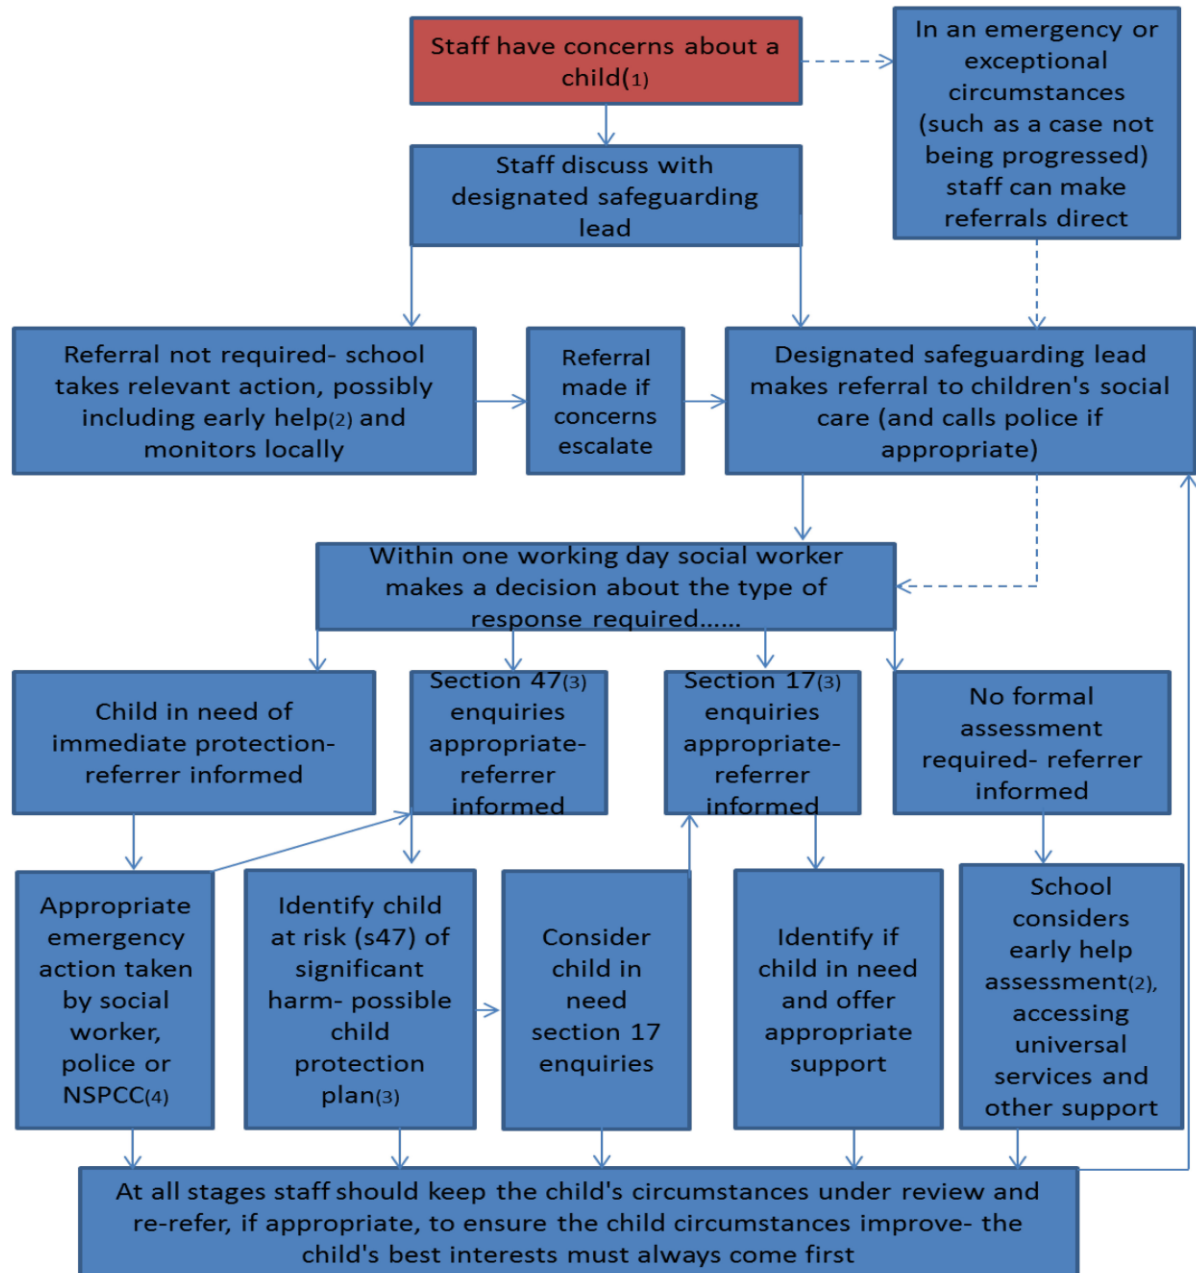 Staff have concerns about a
child(1)
In an emergency or
exceptional
circumstances
(such as a case not
being progressed)
staff can make
referrals direct
Staff discuss with
designated safeguarding
lead
Referral not required- school
takes relevant action, possibly
including early help(2) and
monitors locally
Referral
made if
concerns
escalate
Designated safeguarding lead
makes referral to children's social
care (and calls police if
appropriate)
Within one working day social worker
makes a decision about the type of
response required......
Child in need of
immediate protection-
referrer informed
Section 47(3)
enquiries
appropriate-
referrer
informed
Section 17(3)
enquiries
appropriate-
referrer
informed
No formal
assessment
required- referrer
informed
Appropriate
emergency
action taken
by social
worker,
police or
NSPCC(4)
Identify child
at risk (s47) of
significant
harm- possible
child
protection
plan(3)
Consider
child in
need
section 17
enquiries
Identify if
child in need
and offer
appropriate
support
School
considers
early help
assessment(2),
accessing
universal
services and
other support
At all stages staff should keep the child's circumstances under review and
re-refer, if appropriate, to ensure the child circumstances improve- the
child's best interests must always come first